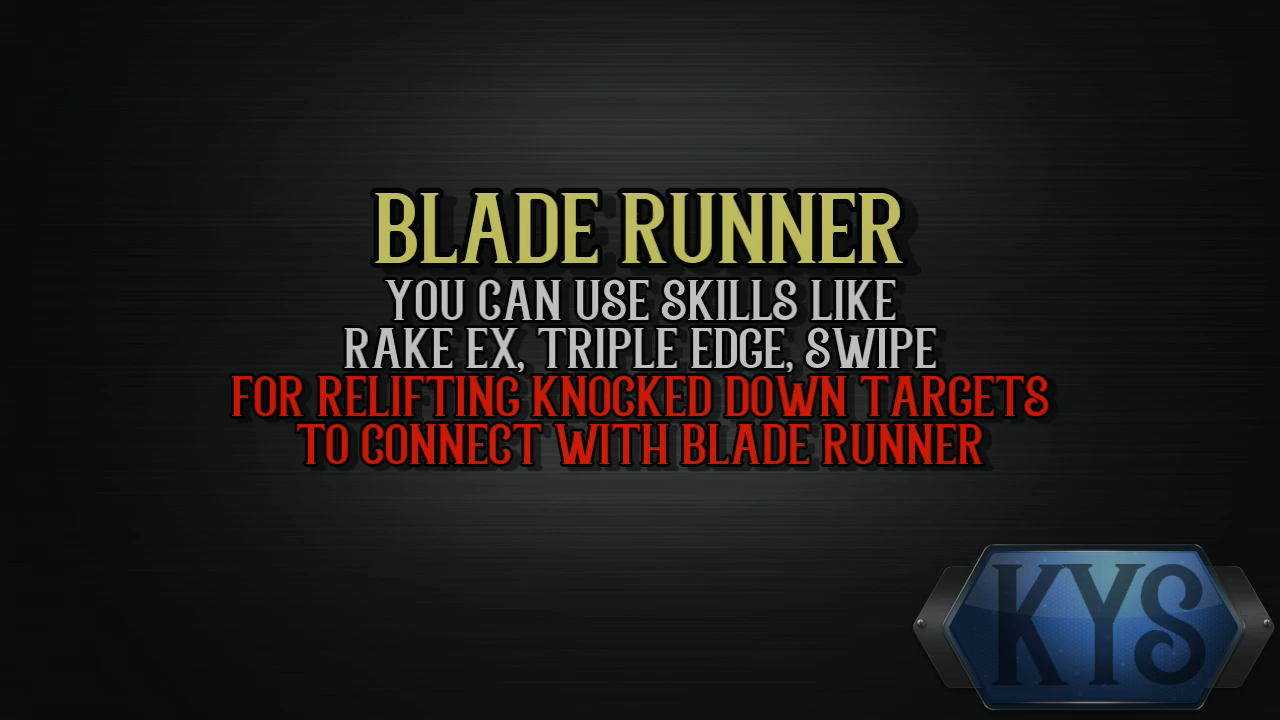 BLADE RUNNER
YOU CAN USE SKILLS LIKE
RAKE EX, TRIPLE EDGE, SWIPE
FOR RELIFTING KNOCKED DOWN TARGETS
TO CONNECT WITH BLADE RUNNER
KYS